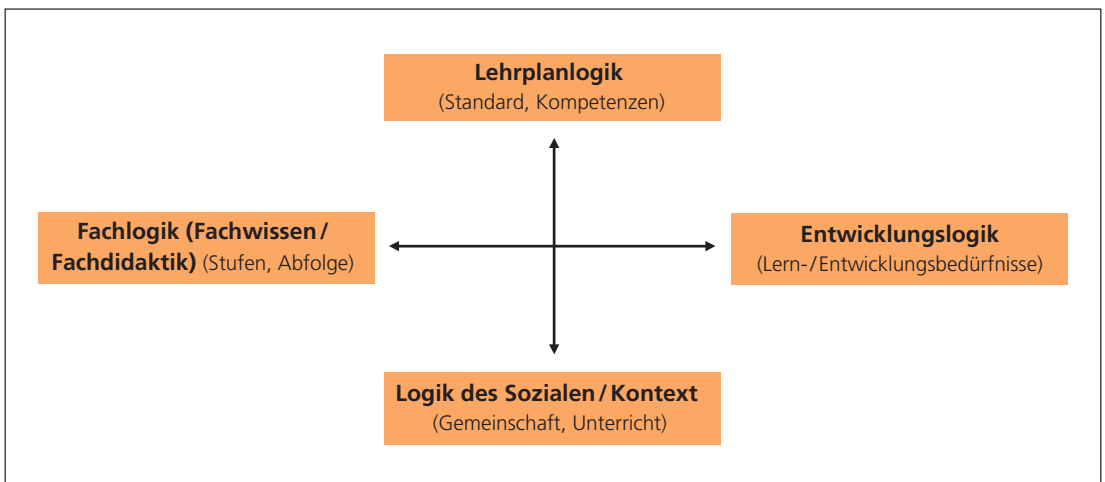 Lehrplanlogik
(Standard, Kompetenzen)
Fachlogik (Fachwissen /
Fachdidaktik) (Stufen, Abfolge)
Entwicklungslogik
(Lern- / Entwicklungsbedürfnisse)
Logik des Sozialen / Kontext
(Gemeinschaft, Unterricht)